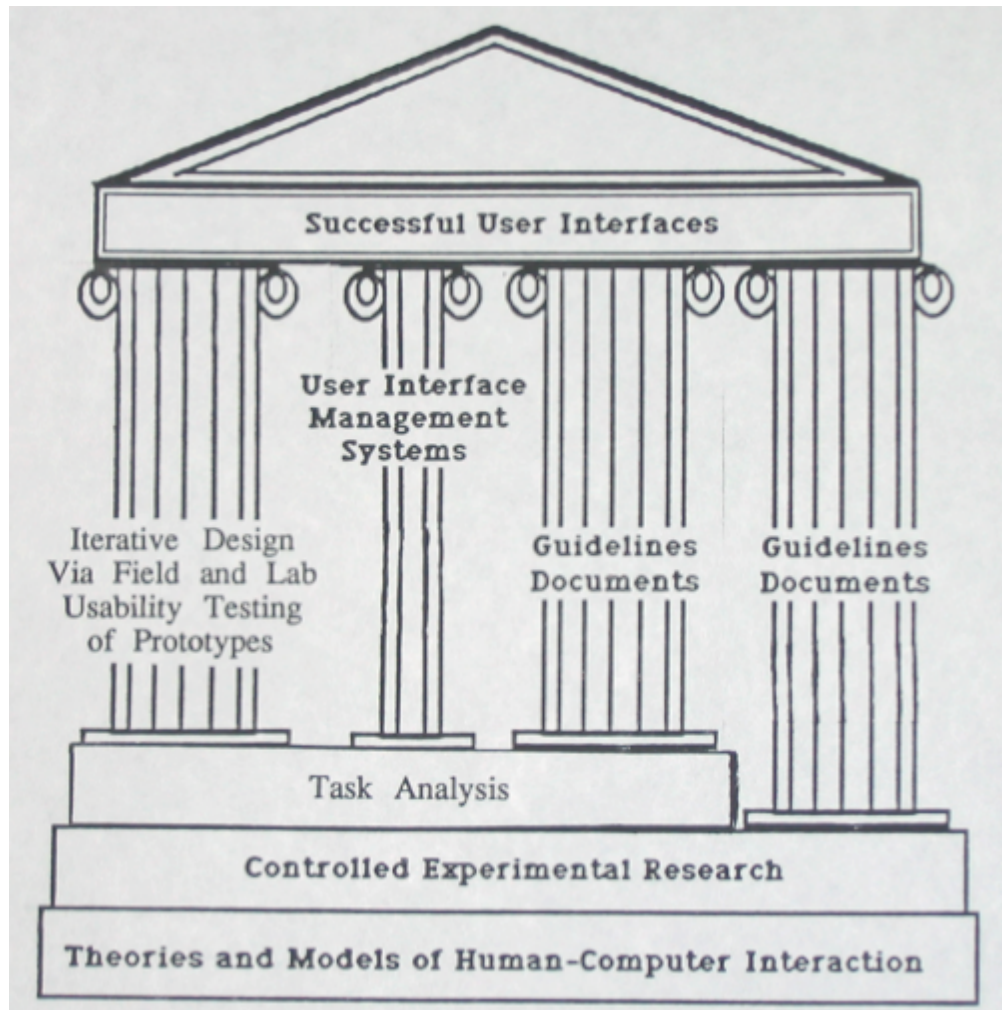 Successful User Interfaces
User Interface
Management
Systems
Iterative Design
Via Field and Lab
Usability Testing
of Prototypes
Guidelines
Documents
Guidelines
Documents
Task Analysis
Controlled Experimental Research
Theories and Models of Human-Computer Interaction